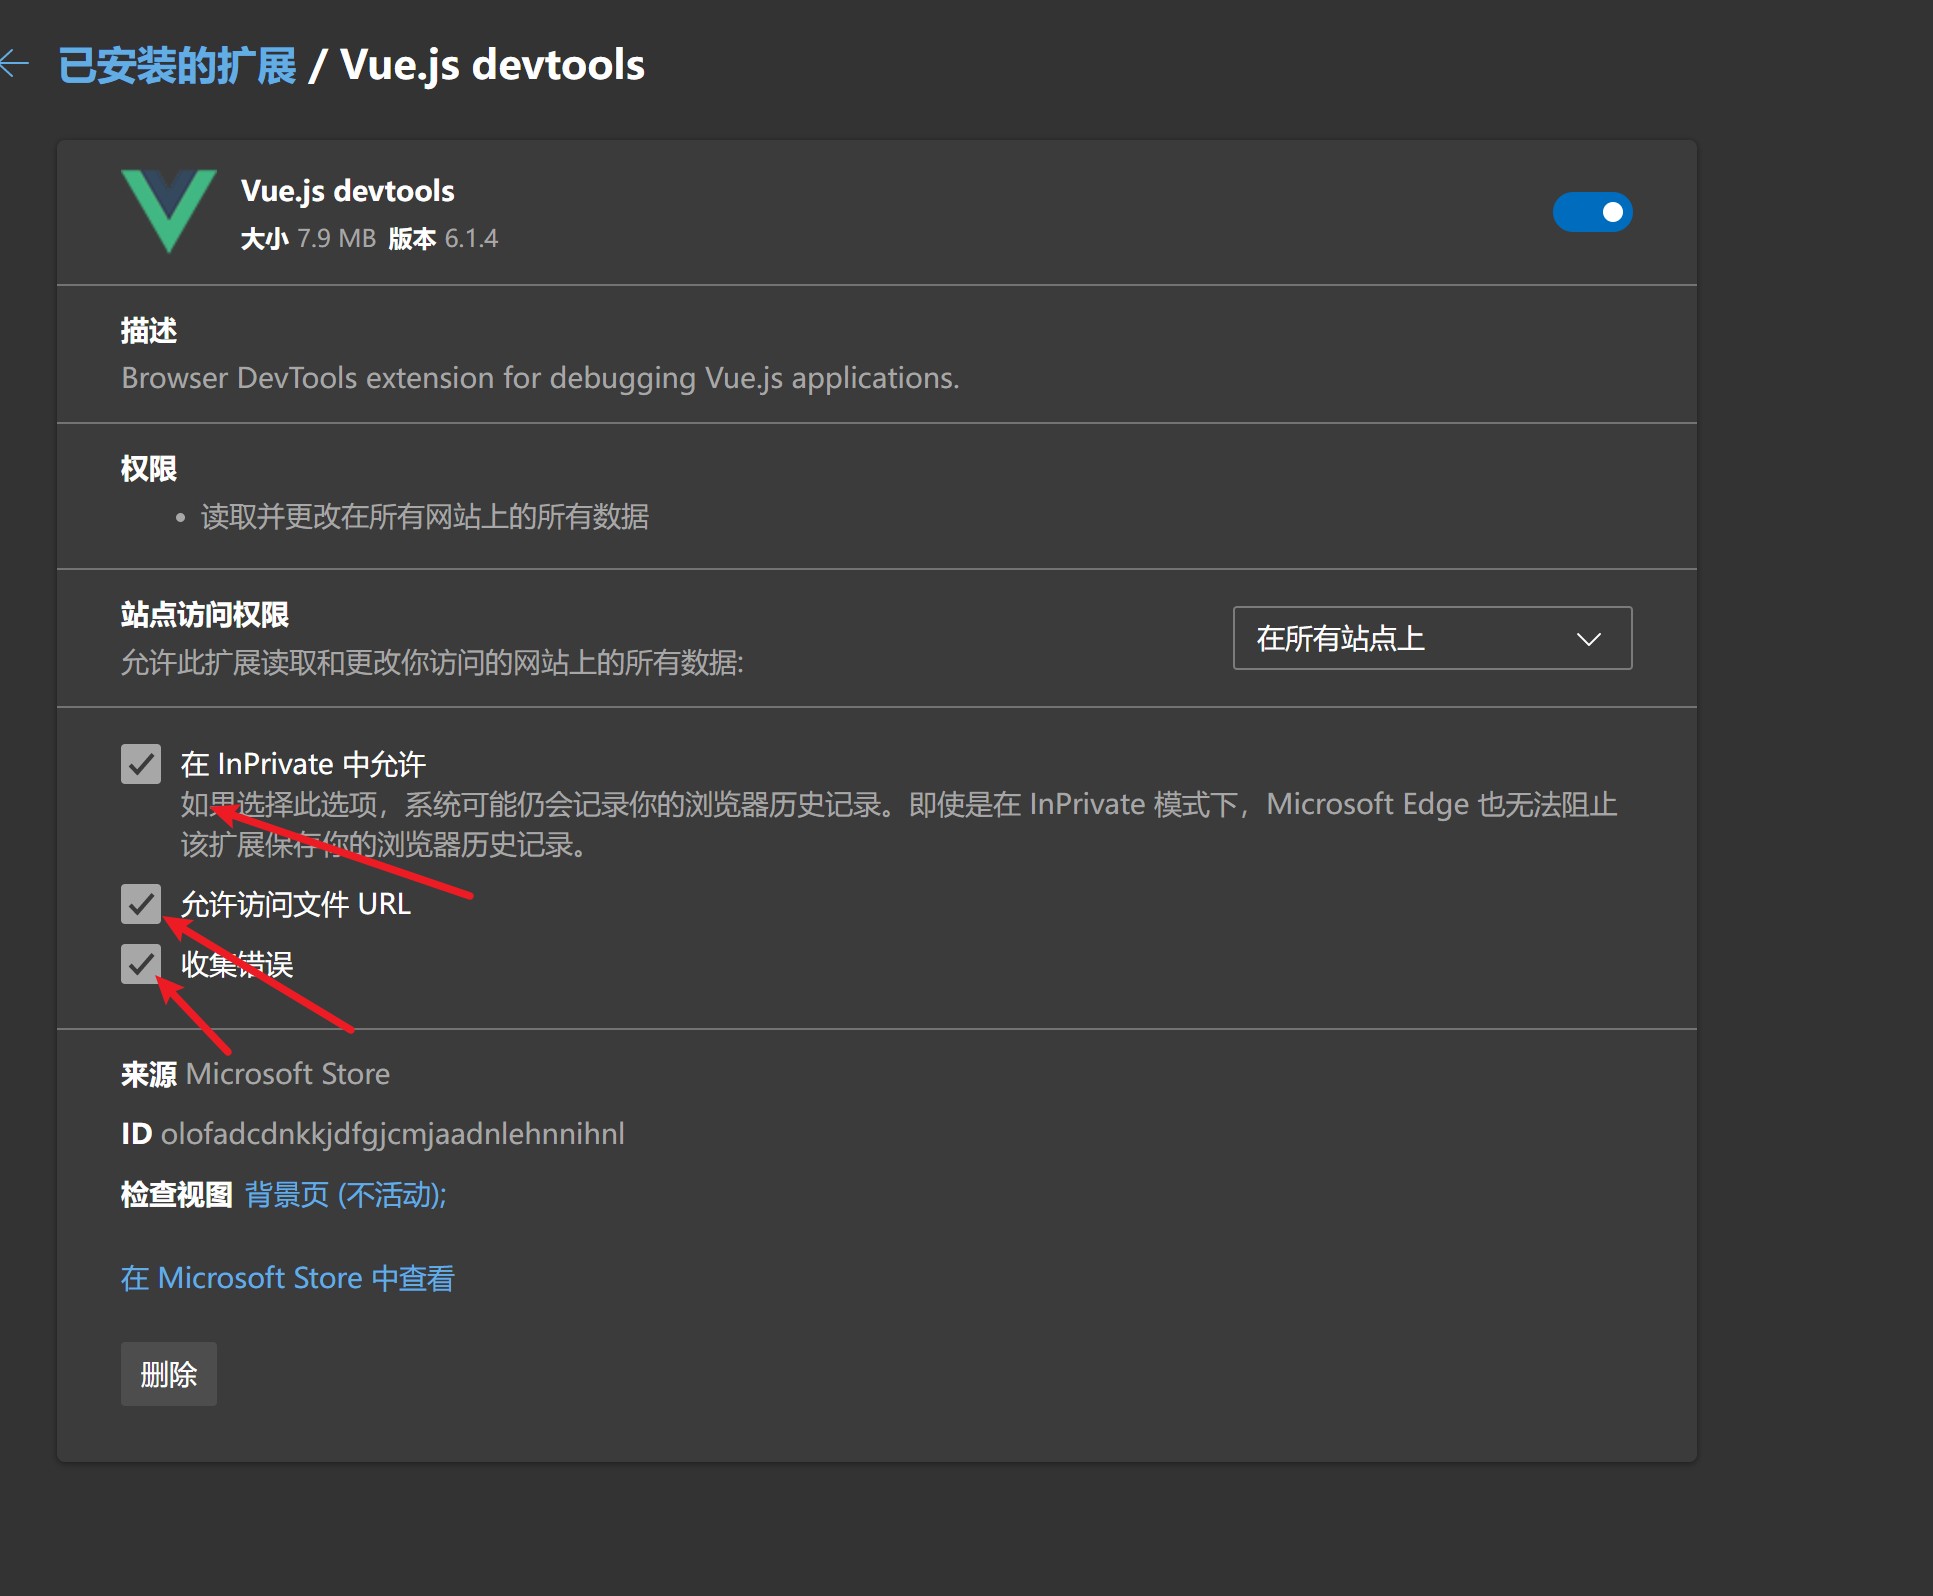 已安装的扩展 / Vue.js devtools
Vue.js devtools
大小 7.9 MB 版本 6.1.4
描述
Browser DevTools extension for debugging Vue.js applications.
权限
• 读取并更改在所有网站上的所有数据
站点访问权限
允许此扩展读取和更改你访问的网站上的所有数据:
在所有站点上
在 InPrivate 中允许
如果选择此选项，系统可能仍会记录你的浏览器历史记录。即使是在 InPrivate 模式下，Microsoft Edge 也无法阻止
该扩展保存你的浏览器历史记录。
允许访问文件 URL
收集错误
来源 Microsoft Store
ID olofadcdnkkjdfgjcmjaadnlehnnihnl
检查视图 背景页 (不活动);
在 Microsoft Store 中查看
删除